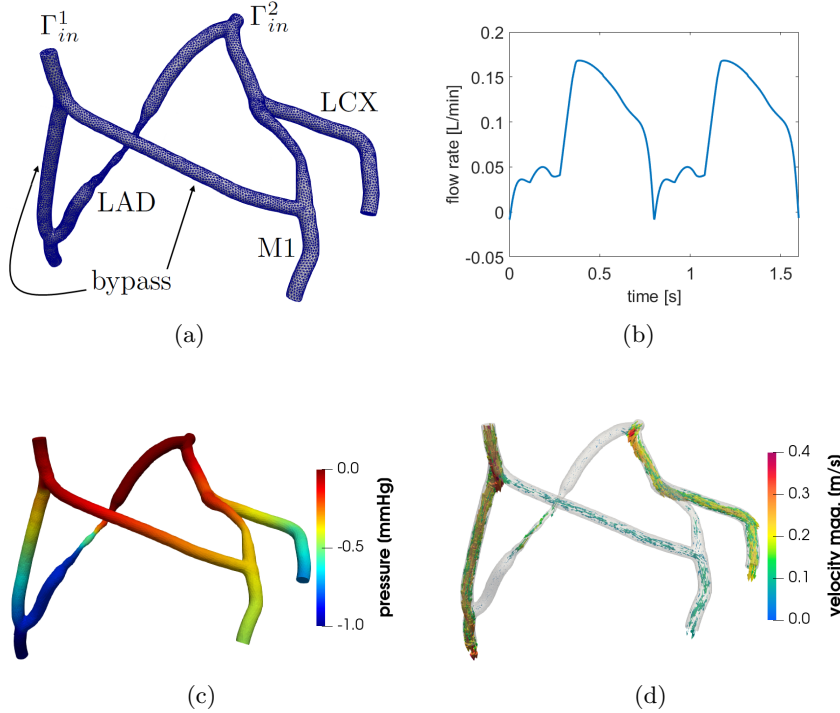 Γ¹ᵢₙ
Γ²ᵢₙ
LCX
LAD
M1
bypass
(a)
0.2
0.15
0.1
0.05
0
-0.05
flow rate [L/min]
0
0.5
1
1.5
time [s]
(b)
0.0
-0.5
-1.0
pressure (mmHg)
(c)
0.4
0.3
0.2
0.1
0.0
velocity mag. (m/s)
(d)